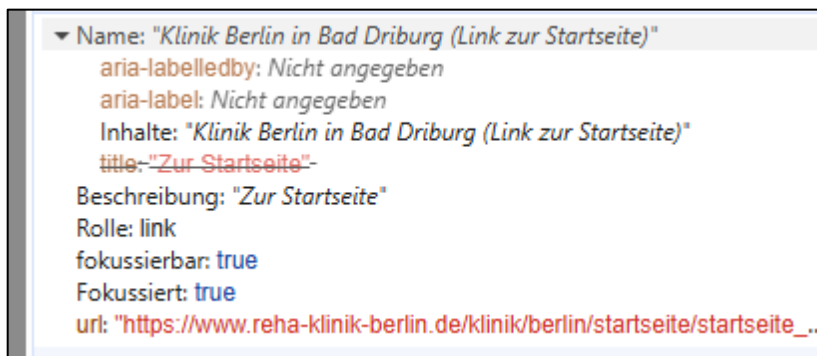 Name: "Klinik Berlin in Bad Driburg (Link zur Startseite)"
aria-labelledby: Nicht angegeben
aria-label: Nicht angegeben
Inhalte: "Klinik Berlin in Bad Driburg (Link zur Startseite)"
title: "Zur Startseite"
Beschreibung: "Zur Startseite"
Rolle: link
fokussierbar: true
Fokussiert: true
url: "https://www.reha-klinik-berlin.de/klinik/berlin/startseite/startseite_...